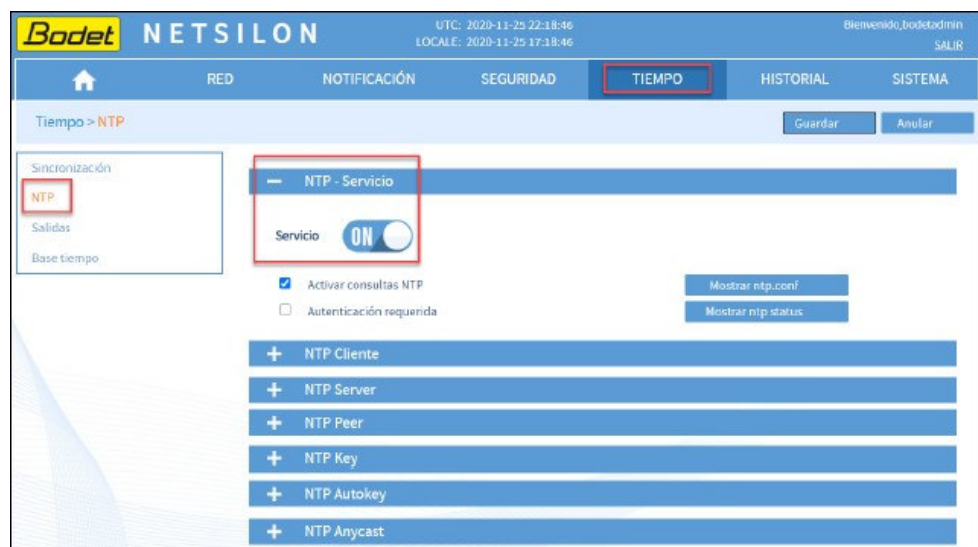 Bodet NETSILON
UTC: 2020-11-25 22:18:46
LOCALE: 2020-11-25 17:18:46
Bienvenido,bodetadmin
SALIR
RED NOTIFICACIÓN SEGURIDAD TIEMPO HISTORIAL SISTEMA
Tiempo > NTP
Guardar Anular
Sincronización
NTP
Salidas
Base tiempo
NTP - Servicio
Servicio ON
Activar consultas NTP
Mostrar ntp.conf
Autenticación requerida
Mostrar ntp status
NTP Cliente
NTP Server
NTP Peer
NTP Key
NTP Autokey
NTP Anycast